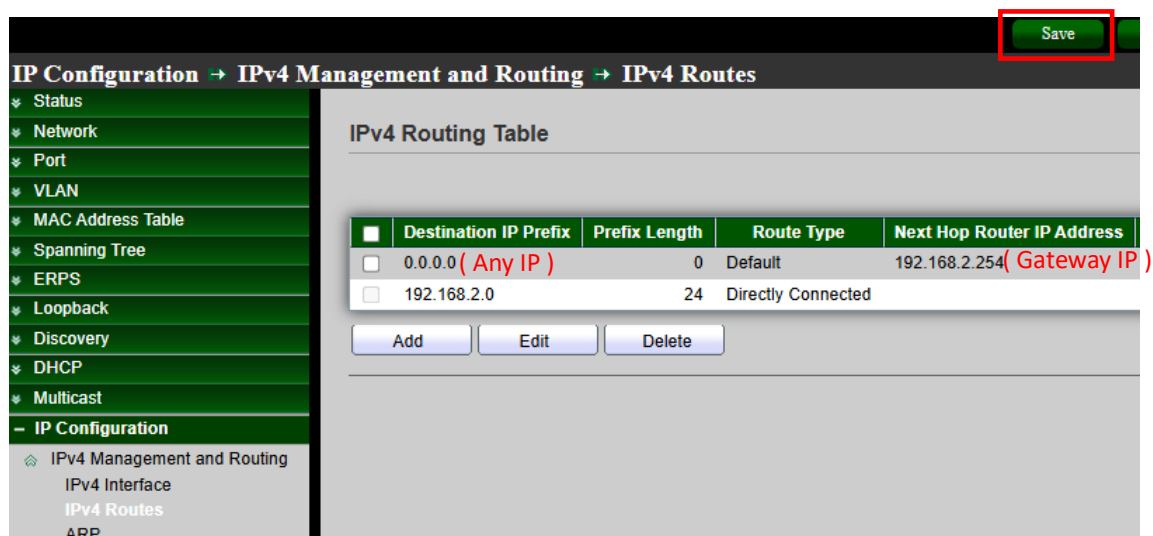 Save
IP Configuration → IPv4 Management and Routing → IPv4 Routes
Status
Network
Port
VLAN
MAC Address Table
Spanning Tree
ERPS
Loopback
Discovery
DHCP
Multicast
IP Configuration
IPv4 Management and Routing
IPv4 Interface
IPv4 Routes
ARP
IPv4 Routing Table
Destination IP Prefix Prefix Length Route Type Next Hop Router IP Address
0.0.0.0 ( Any IP ) 0 Default 192.168.2.254 ( Gateway IP )
192.168.2.0 24 Directly Connected
Add Edit Delete